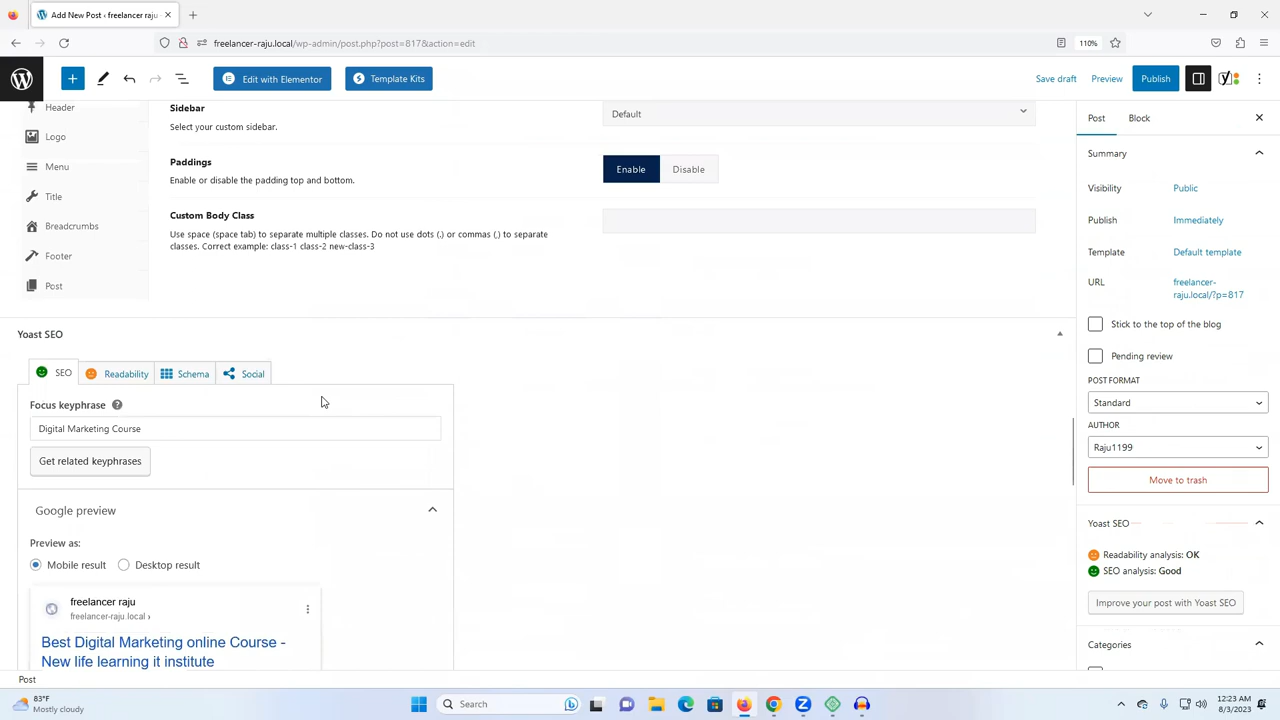 Add New Post ‹ freelancer raju
freelancer-raju.local/wp-admin/post.php?post=817&action=edit
110%
Edit with Elementor
Template Kits
Save draft
Preview
Publish
Header
Logo
Menu
Title
Breadcrumbs
Footer
Post
Sidebar
Select your custom sidebar.
Default
Paddings
Enable or disable the padding top and bottom.
Enable
Disable
Custom Body Class
Use space (space tab) to separate multiple classes. Do not use dots (.) or commas (,) to separate
classes. Correct example: class-1 class-2 new-class-3
Yoast SEO
SEO
Readability
Schema
Social
Focus keyphrase
Digital Marketing Course
Get related keyphrases
Google preview
Preview as:
Mobile result
Desktop result
freelancer raju
freelancer-raju.local ›
Best Digital Marketing online Course -
New life learning it institute
Post
Post
Block
Summary
Visibility
Public
Publish
Immediately
Template
Default template
URL
freelancer-
raju.local/?p=817
Stick to the top of the blog
Pending review
POST FORMAT
Standard
AUTHOR
Raju1199
Move to trash
Yoast SEO
Readability analysis: OK
SEO analysis: Good
Improve your post with Yoast SEO
Categories
83°F
Mostly cloudy
Search
12:23 AM
8/3/2023